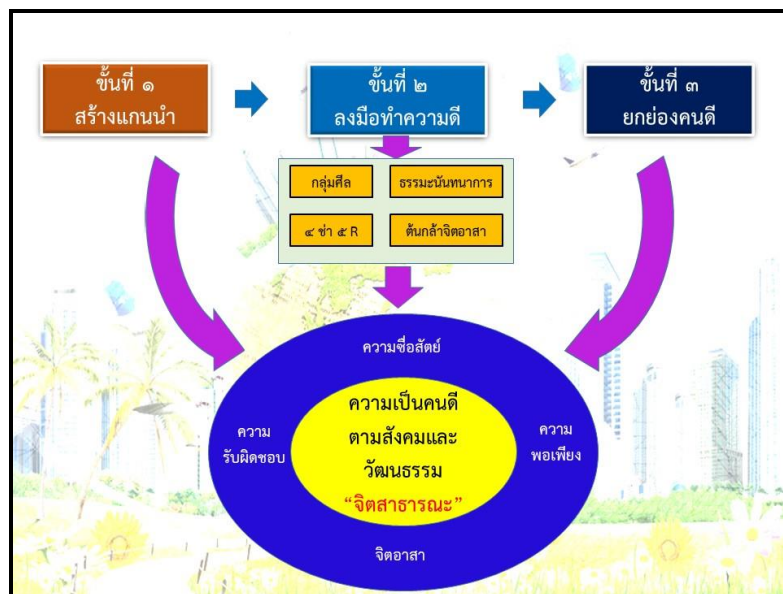 ขั้นที่ ๑
สร้างแกนนำ
ขั้นที่ ๒
ลงมือทำความดี
ขั้นที่ ๓
ยกย่องคนดี
กลุ่มศีล
ธรรมะนันทนาการ
๔ ช่า ๕ R
ต้นกล้าจิตอาสา
ความซื่อสัตย์
ความ
รับผิดชอบ
ความเป็นคนดี
ตามสังคมและ
วัฒนธรรม
“จิตสาธารณะ”
ความ
พอเพียง
จิตอาสา